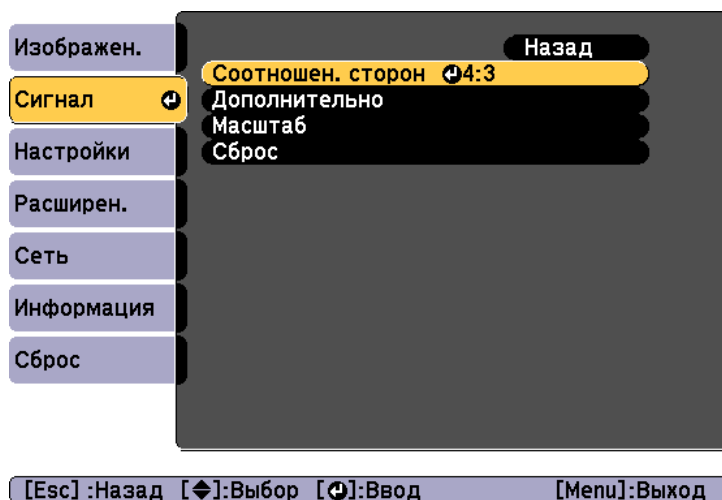 Изображен.
Сигнал
Настройки
Расширен.
Сеть
Информация
Сброс
Назад
Соотношен. сторон 4:3
Дополнительно
Масштаб
Сброс
[Esc] :Назад [◆]:Выбор [⏎]:Ввод [Menu]:Выход